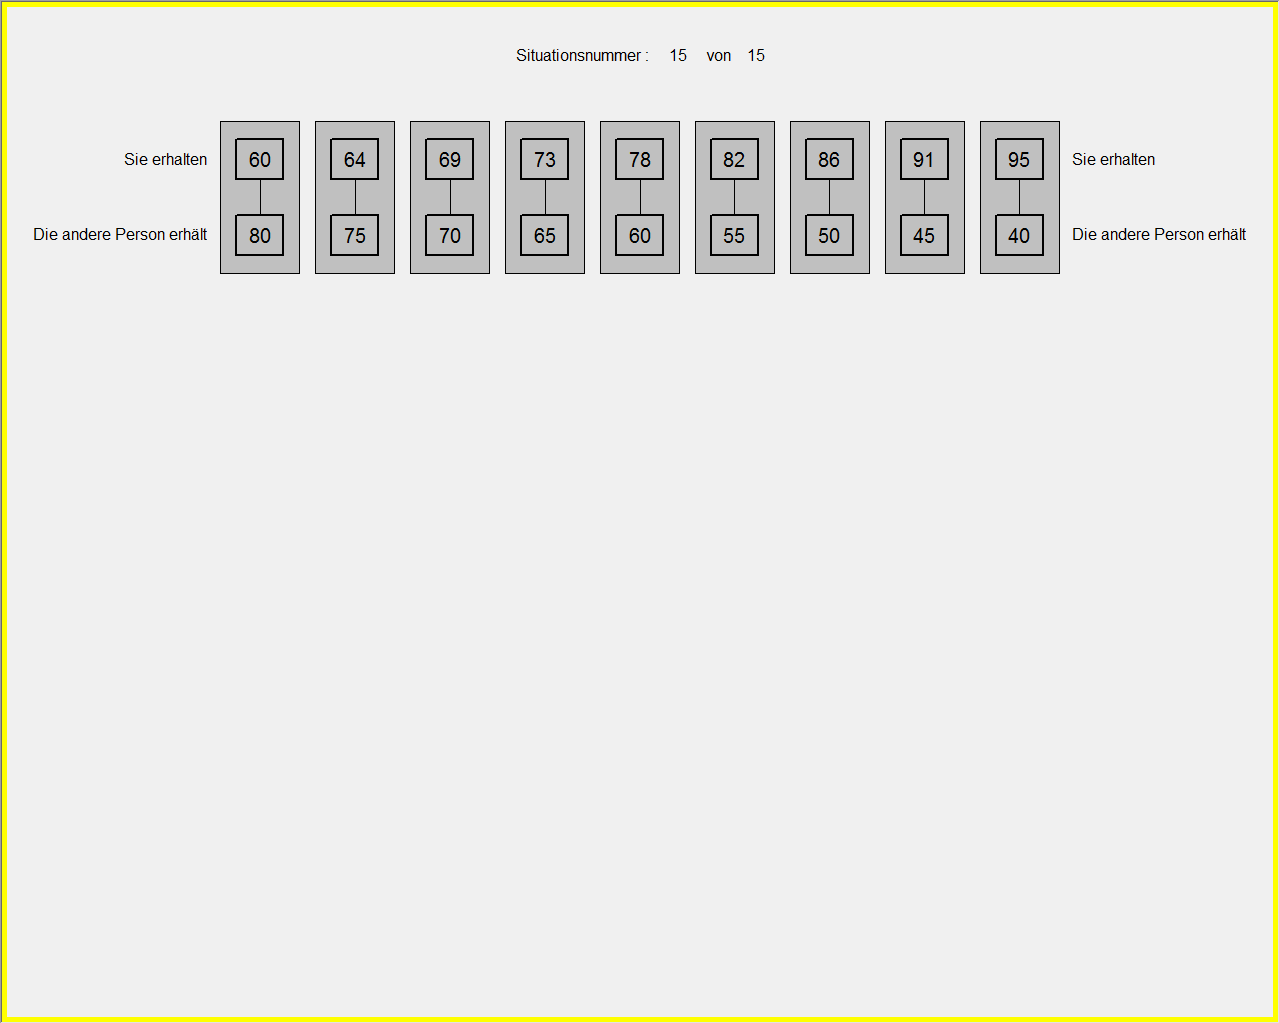 Situationsnummer : 15 von 15
Sie erhalten 60 64 69 73 78 82 86 91 95 Sie erhalten
Die andere Person erhält 80 75 70 65 60 55 50 45 40 Die andere Person erhält